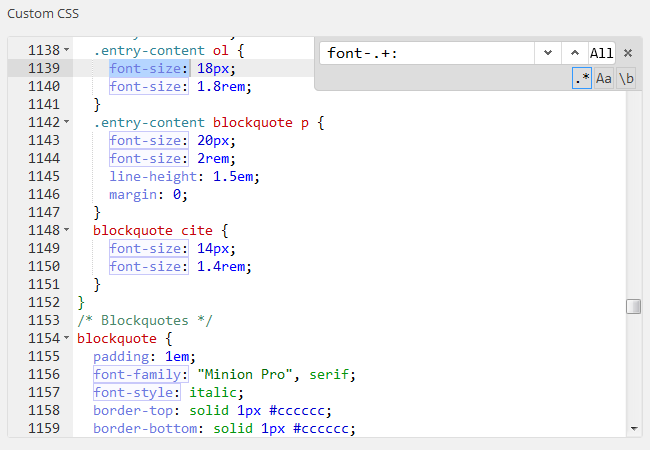 Custom CSS
font-.+:
All
.* Aa \b
1138 .entry-content ol {
1139 font-size: 18px;
1140 font-size: 1.8rem;
1141 }
1142 .entry-content blockquote p {
1143 font-size: 20px;
1144 font-size: 2rem;
1145 line-height: 1.5em;
1146 margin: 0;
1147 }
1148 blockquote cite {
1149 font-size: 14px;
1150 font-size: 1.4rem;
1151 }
1152 }
1153 /* Blockquotes */
1154 blockquote {
1155 padding: 1em;
1156 font-family: "Minion Pro", serif;
1157 font-style: italic;
1158 border-top: solid 1px #cccccc;
1159 border-bottom: solid 1px #cccccc;